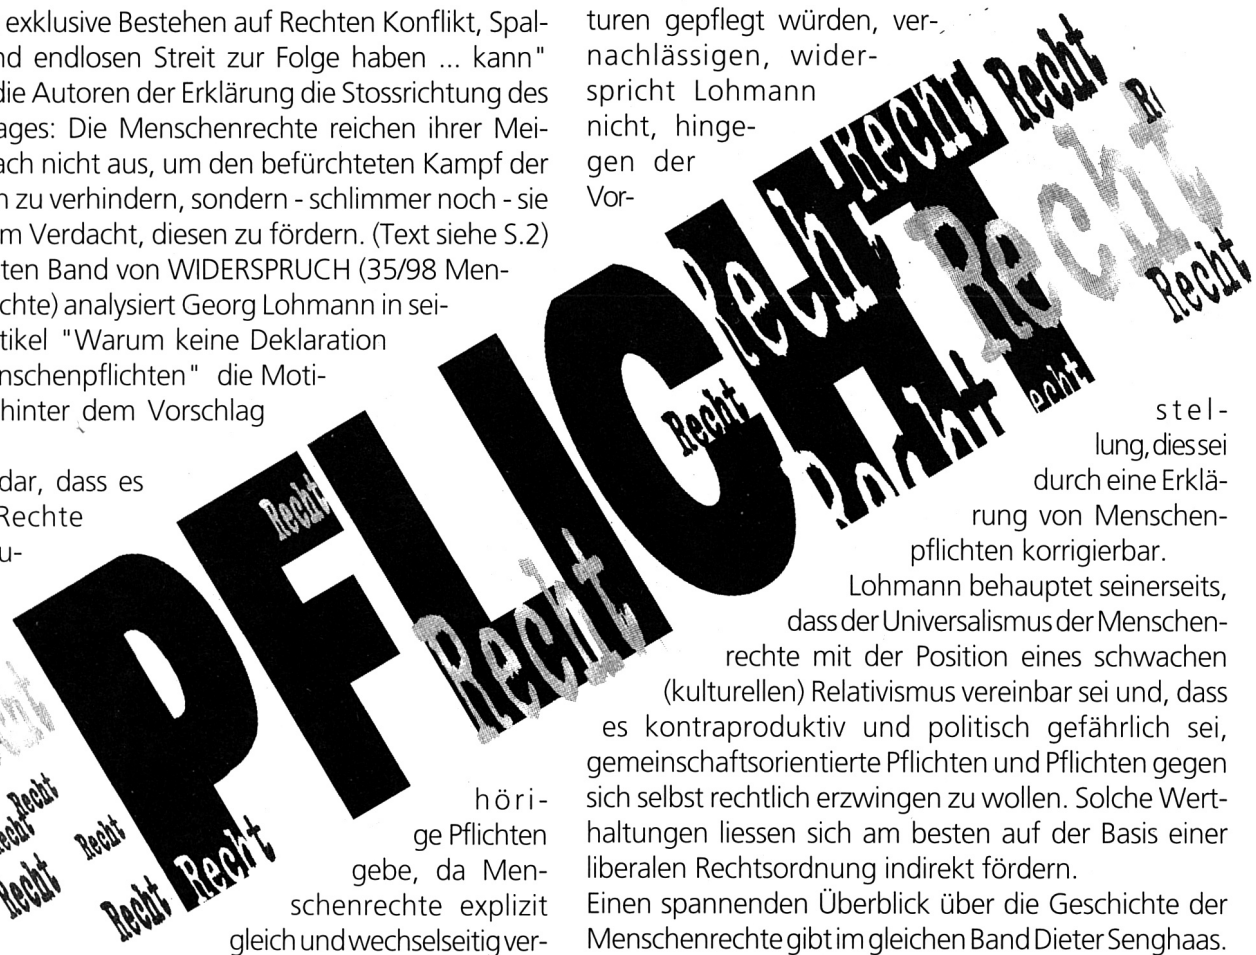 exklusive Bestehen auf Rechten Konflikt, Spal-
nd endlosen Streit zur Folge haben ... kann"
die Autoren der Erklärung die Stossrichtung des
ages: Die Menschenrechte reichen ihrer Mei-
ach nicht aus, um den befürchteten Kampf der
n zu verhindern, sondern - schlimmer noch - sie
m Verdacht, diesen zu fördern. (Text siehe S.2)
ten Band von WIDERSPRUCH (35/98 Men-
chte) analysiert Georg Lohmann in sei-
tikel "Warum keine Deklaration
nschenpflichten" die Moti-
hinter dem Vorschlag
dar, dass es
Rechte
u-
höri-
ge Pflichten
gebe, da Men-
schenrechte explizit
gleich und wechselseitig ver-
turen gepflegt würden, ver-
nachlässigen, wider-
spricht Lohmann
nicht, hinge-
gen der
Vor-
stel-
lung, dies sei
durch eine Erklä-
rung von Menschen-
pflichten korrigierbar.
Lohmann behauptet seinerseits,
dass der Universalismus der Menschen-
rechte mit der Position eines schwachen
(kulturellen) Relativismus vereinbar sei und, dass
es kontraproduktiv und politisch gefährlich sei,
gemeinschaftsorientierte Pflichten und Pflichten gegen
sich selbst rechtlich erzwingen zu wollen. Solche Wert-
haltungen liessen sich am besten auf der Basis einer
liberalen Rechtsordnung indirekt fördern.
Einen spannenden Überblick über die Geschichte der
Menschenrechte gibt im gleichen Band Dieter Senghaas.
PFLICHT
Recht
Recht
Recht
Recht
Recht
Recht
Recht
Recht
Recht
Recht
Recht
Recht
Recht
Recht
echt